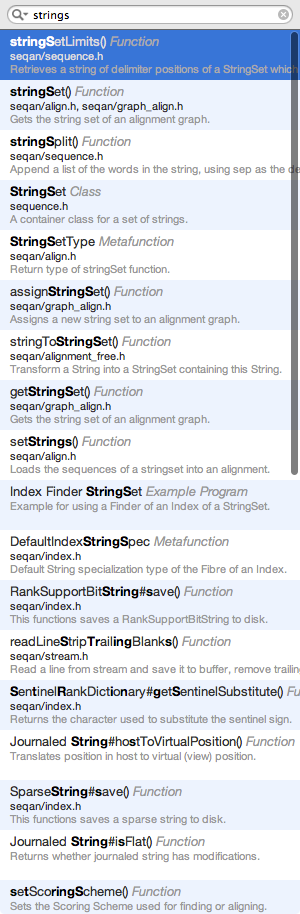 strings
stringSetLimits() Function
seqan/sequence.h
Retrieves a string of delimiter positions of a StringSet which
stringSet() Function
seqan/align.h, seqan/graph_align.h
Gets the string set of an alignment graph.
stringSplit() Function
seqan/sequence.h
Append a list of the words in the string, using sep as the de
StringSet Class
sequence.h
A container class for a set of strings.
StringSetType Metafunction
seqan/align.h
Return type of stringSet function.
assignStringSet() Function
seqan/graph_align.h
Assigns a new string set to an alignment graph.
stringToStringSet() Function
seqan/alignment_free.h
Transform a String into a StringSet containing this String.
getStringSet() Function
seqan/graph_align.h
Gets the string set of an alignment graph.
setStrings() Function
seqan/align.h
Loads the sequences of a stringset into an alignment.
Index Finder StringSet Example Program
Example for using a Finder of an Index of a StringSet.
DefaultIndexStringSpec Metafunction
seqan/index.h
Default String specialization type of the Fibre of an Index.
RankSupportBitString#save() Function
seqan/index.h
This functions saves a RankSupportBitString to disk.
readLineStripTrailingBlanks() Function
seqan/stream.h
Read a line from stream and save it to buffer, remove trailin
SentinelRankDictionary#getSentinelSubstitute() Fu
seqan/index.h
Returns the character used to substitute the sentinel sign.
Journaled String#hostToVirtualPosition() Function
Translates position in host to virtual (view) position.
SparseString#save() Function
seqan/index.h
This functions saves a sparse string to disk.
Journaled String#isFlat() Function
Returns whether journaled string has modifications.
setScoringScheme() Function
seqan/index.h
Sets the Scoring Scheme used for finding or aligning.